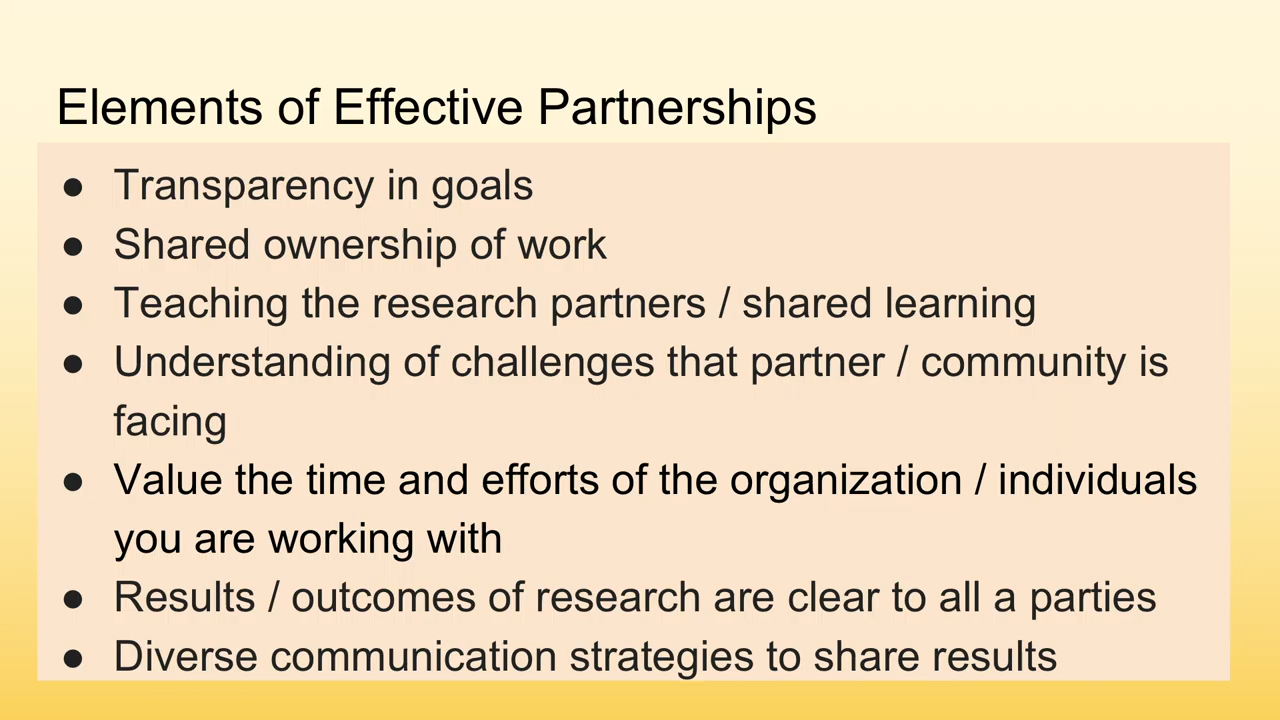 Elements of Effective Partnerships
● Transparency in goals
● Shared ownership of work
● Teaching the research partners / shared learning
● Understanding of challenges that partner / community is
facing
● Value the time and efforts of the organization / individuals
you are working with
● Results / outcomes of research are clear to all a parties
● Diverse communication strategies to share results